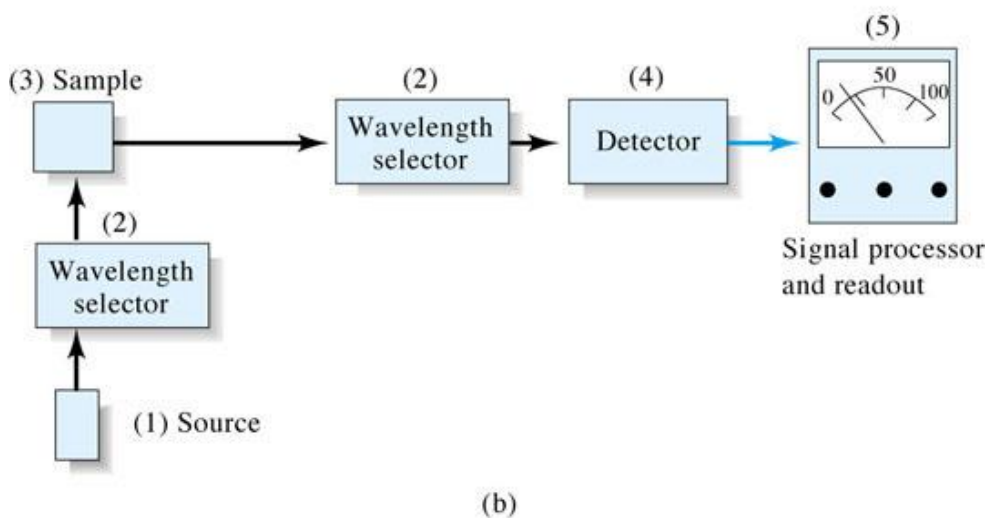 (5)
(3) Sample
(2)
(4)
0
50
100
Wavelength
selector
Detector
(2)
Signal processor
and readout
Wavelength
selector
(1) Source
(b)